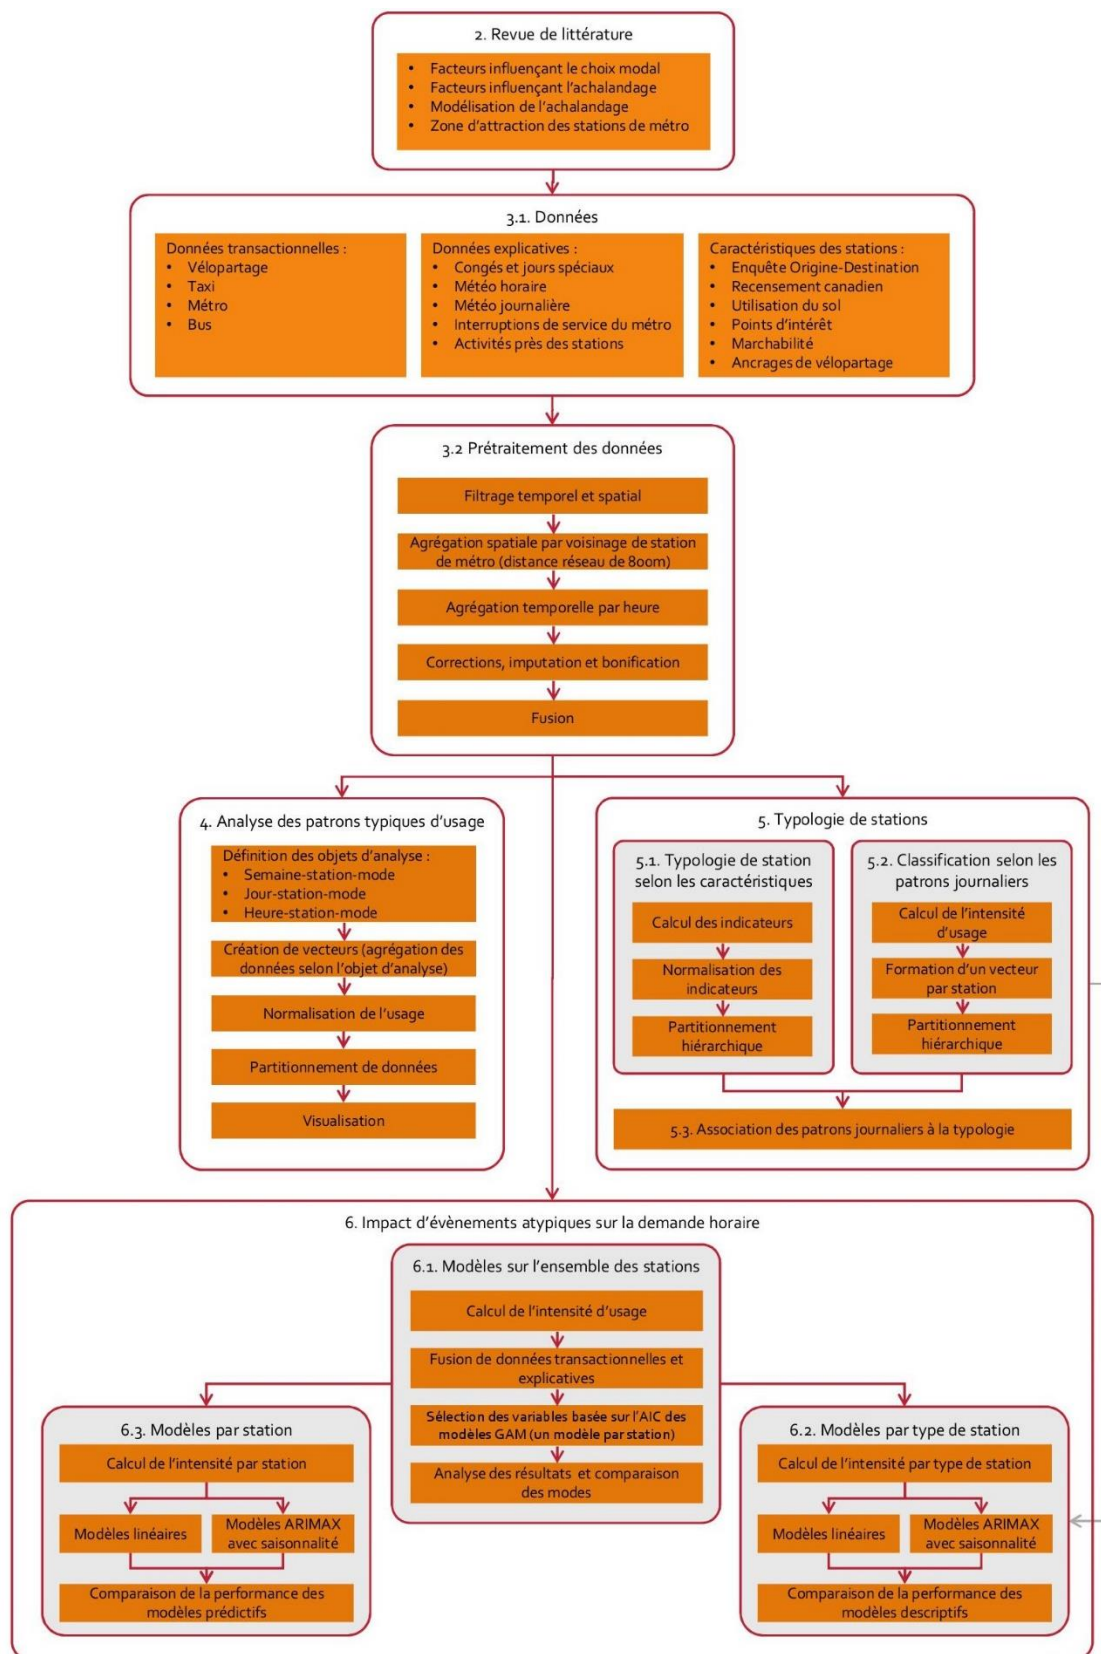 2. Revue de littérature
• Facteurs influençant le choix modal
• Facteurs influençant l'achalandage
• Modélisation de l'achalandage
• Zone d'attraction des stations de métro
3.1. Données
Données transactionnelles :
• Vélopartage
• Taxi
• Métro
• Bus
Données explicatives :
• Congés et jours spéciaux
• Météo horaire
• Météo journalière
• Interruptions de service du métro
• Activités près des stations
Caractéristiques des stations :
• Enquête Origine-Destination
• Recensement canadien
• Utilisation du sol
• Points d'intérêt
• Marchabilité
• Ancrages de vélopartage
3.2 Prétraitement des données
Filtrage temporel et spatial
Agrégation spatiale par voisinage de station
de métro (distance réseau de 800m)
Agrégation temporelle par heure
Corrections, imputation et bonification
Fusion
4. Analyse des patrons typiques d'usage
Définition des objets d'analyse :
• Semaine-station-mode
• Jour-station-mode
• Heure-station-mode
Création de vecteurs (agrégation des
données selon l'objet d'analyse)
Normalisation de l'usage
Partitionnement de données
Visualisation
5. Typologie de stations
5.1. Typologie de station
selon les caractéristiques
Calcul des indicateurs
Normalisation des
indicateurs
Partitionnement
hiérarchique
5.2. Classification selon les
patrons journaliers
Calcul de l'intensité
d'usage
Formation d'un vecteur
par station
Partitionnement
hiérarchique
5.3. Association des patrons journaliers à la typologie
6. Impact d'évènements atypiques sur la demande horaire
6.1. Modèles sur l'ensemble des stations
Calcul de l'intensité d'usage
Fusion de données transactionnelles et
explicatives
Sélection des variables basée sur l'AIC des
modèles GAM (un modèle par station)
Analyse des résultats et comparaison
des modes
6.3. Modèles par station
Calcul de l'intensité par station
Modèles linéaires
Modèles ARIMAX
avec saisonnalité
Comparaison de la performance des
modèles prédictifs
6.2. Modèles par type de station
Calcul de l'intensité par type de station
Modèles linéaires
Modèles ARIMAX
avec saisonnalité
Comparaison de la performance des
modèles descriptifs